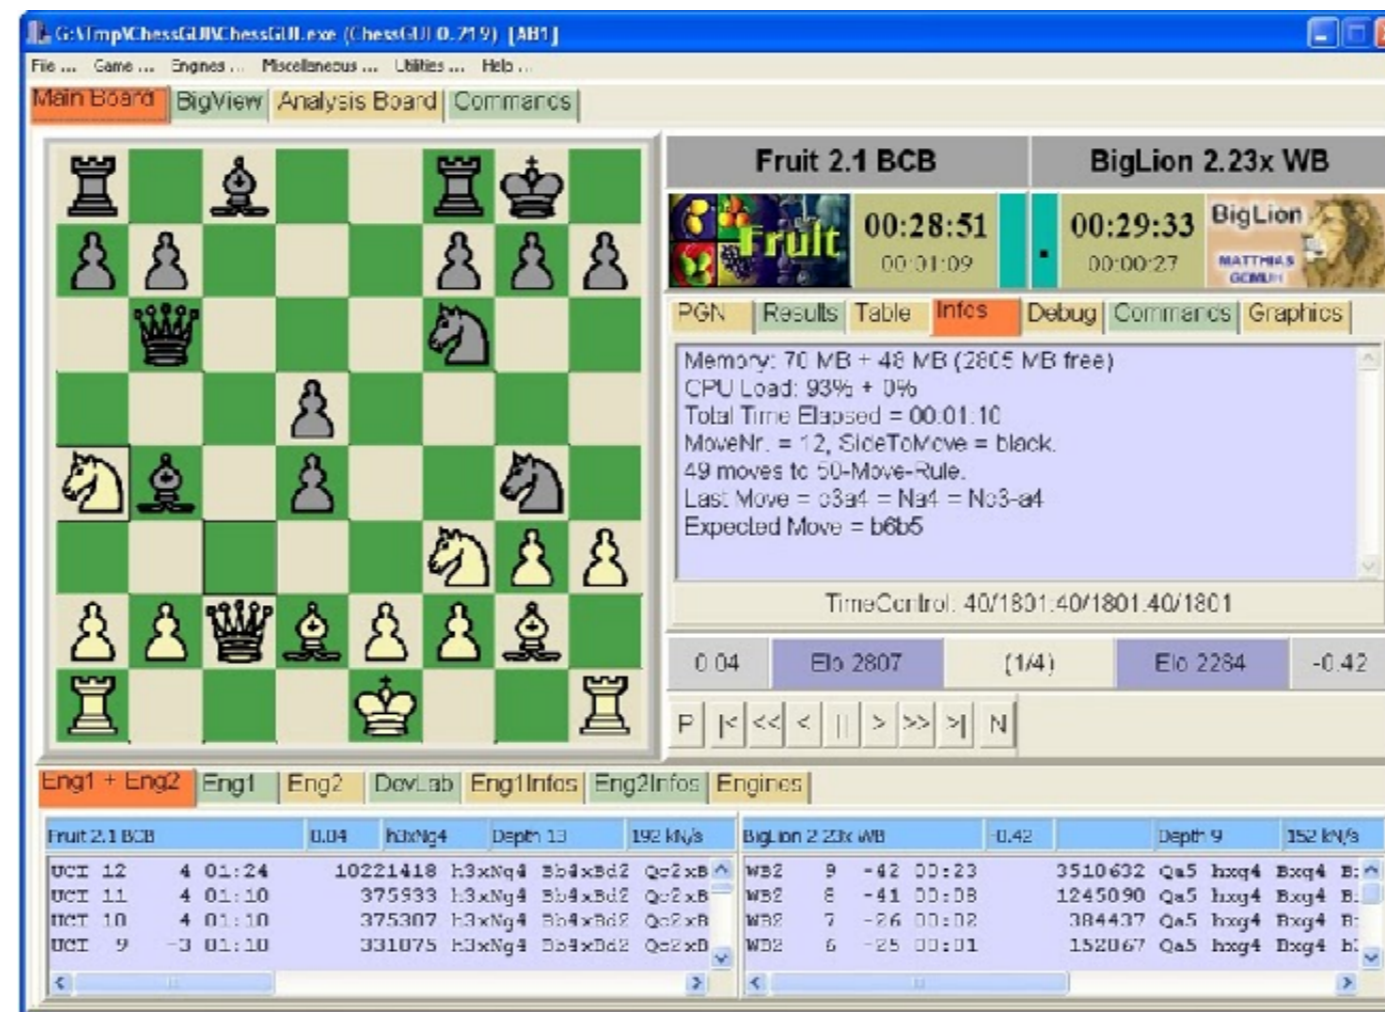 G:\Tmp\ChessGUI\ChessGUI.exe (ChessGUI 0.219) [AB1]
File ... Game ... Engines ... Miscellaneous ... Utilities ... Help ...
Main Board BigView Analysis Board Commands
Fruit 2.1 BCB BigLion 2.23x WB
Fruit 00:28:51 00:29:33 BigLion
00:01:09 00:00:27 MATTHIAS
GEMUH
PGN Results Table Infos Debug Commands Graphics
Memory: 70 MB + 48 MB (2805 MB free)
CPU Load: 93% + 0%
Total Time Elapsed = 00:01:10
MoveNr. = 12, SideToMove = black.
49 moves to 50-Move-Rule.
Last Move = c3a4 = Na4 = Nc3-a4
Expected Move = b6b5
TimeControl: 40/1801:40/1801:40/1801
0.04 Elo 2807 (1/4) Elo 2284 -0.42
P |< << < || > >> >| N
Eng1 + Eng2 Eng1 Eng2 DevLab Eng1Infos Eng2Infos Engines
Fruit 2.1 BCB 0.04 h3xNg4 Depth 13 192 kN/s BigLion 2.23x WB -0.42 Depth 9 152 kN/s
UCI 12 4 01:24 10221418 h3xNg4 Bb4xBd2 Qc2xB WB2 9 -42 00:23 3510632 Qa5 hxg4 Bxg4 B:
UCI 11 4 01:10 375933 h3xNg4 Bb4xBd2 Qc2xB WB2 8 -41 00:08 1245090 Qa5 hxg4 Bxg4 B:
UCI 10 4 01:10 375307 h3xNg4 Bb4xBd2 Qc2xB WB2 7 -26 00:02 384437 Qa5 hxg4 Bxg4 B:
UCI 9 -3 01:10 331075 h3xNg4 Bb4xBd2 Qc2xB WB2 6 -25 00:01 152067 Qa5 hxg4 Bxg4